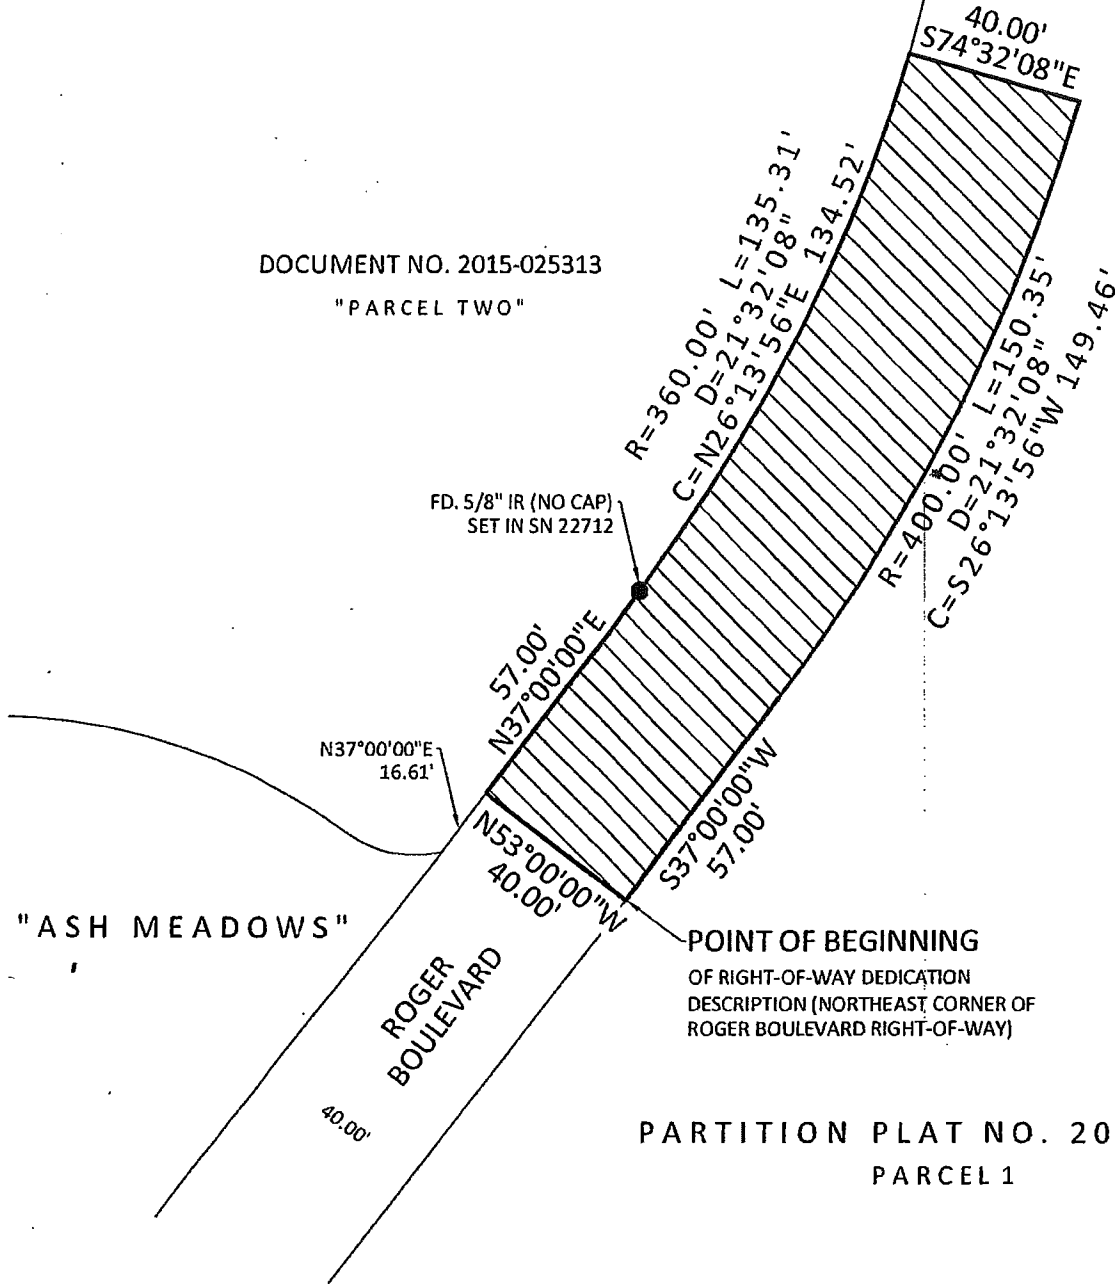 40.00'
S74°32'08"E
R=360.00' L=135.31'
D=21°32'08"
C=N26°13'56"E 134.52'
DOCUMENT NO. 2015-025313
"PARCEL TWO"
R=400.00' L=150.35'
D=21°32'08"
C=S26°13'56"W 149.46'
FD. 5/8" IR (NO CAP)
SET IN SN 22712
57.00'
N37°00'00"E
N37°00'00"E
16.61'
S37°00'00"W
57.00'
N53°00'00"W
40.00'
"ASH MEADOWS"
POINT OF BEGINNING
OF RIGHT-OF-WAY DEDICATION
DESCRIPTION (NORTHEAST CORNER OF
ROGER BOULEVARD RIGHT-OF-WAY)
ROGER
BOULEVARD
40.00'
PARTITION PLAT NO. 20
PARCEL 1